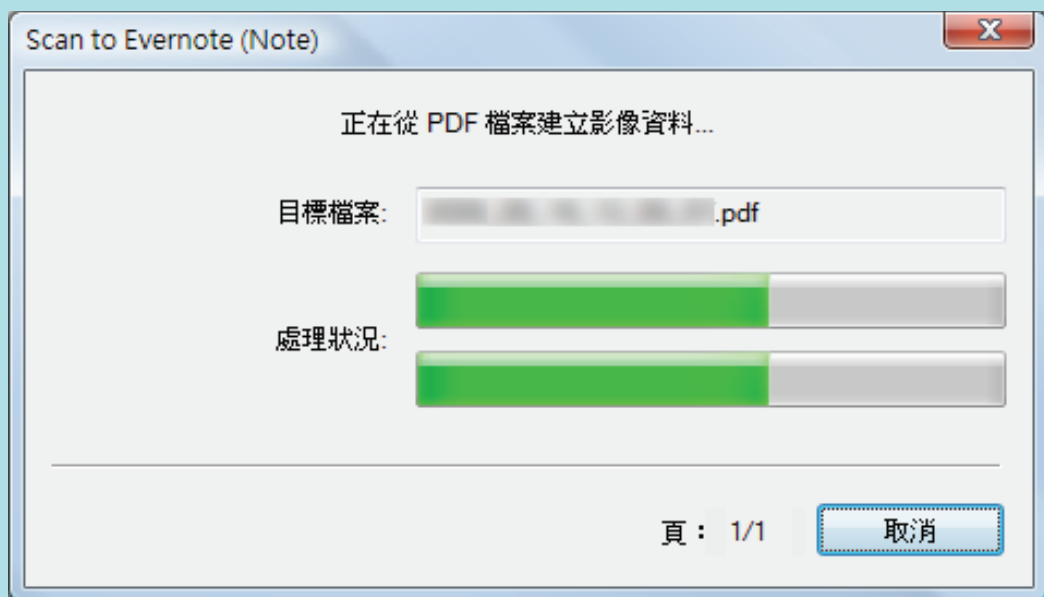 Scan to Evernote (Note)
正在從 PDF 檔案建立影像資料...
目標檔案: .pdf
處理狀況:
頁： 1/1 取消